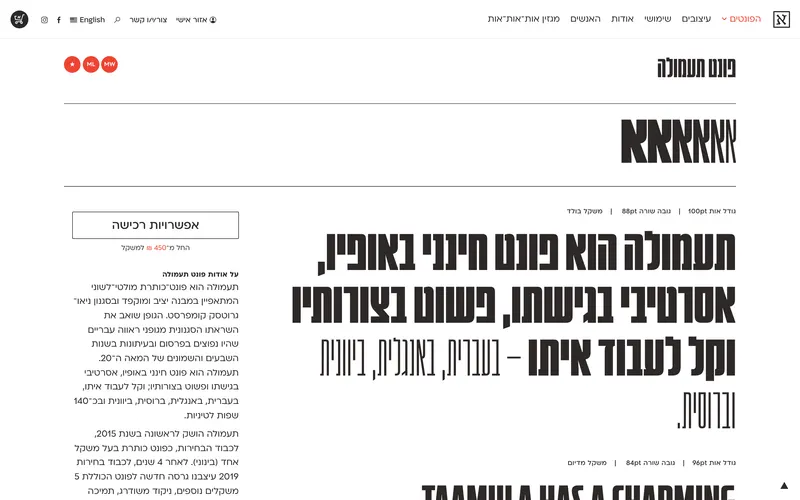 א הפונטים עיצובים שימושי אודות האנשים מגזין אות־אות־אות אזור אישי צור/י/ו קשר English
פונט תעמולה
MW ML ★
אאאאאא
גודל אות 100pt | גובה שורה 88pt | משקל בולד
תעמולה הוא פונט חינני באופיו,
אסרטיבי בגישתו, פשוט בצורותיו
וקל לעבוד איתו – בעברית, באנגלית, ביוונית
וברוסית.
גודל אות 96pt | גובה שורה 84pt | משקל מדיום
TAAMULA HAS A CHARMING
אפשרויות רכישה
החל מ־450 ₪ למשקל
על אודות פונט תעמולה
תעמולה הוא פונט־כותרת מולטי־לשוני
המתאפיין במבנה יציב ומוקפד ובסגנון ניאו־
גרוטסק קומפרסט. הגופן שואב את
השראתו הסגנונית מגופני ראווה עבריים
שהיו נפוצים בפרסום ובעיתונות בשנות
השבעים והשמונים של המאה ה־20.
תעמולה הוא פונט חינני באופיו, אסרטיבי
בגישתו ופשוט בצורותיו; וקל לעבוד איתו,
בעברית, באנגלית, ברוסית, ביוונית ובכ־140
שפות לטיניות.
תעמולה הושק לראשונה בשנת 2015,
לכבוד הבחירות, כפונט כותרת בעל משקל
אחד (בינוני). לאחר 4 שנים, לכבוד בחירות
2019 עיצבנו גרסה חדשה לפונט הכוללת 5
משקלים נוספים, ניקוד משודרג, תמיכה